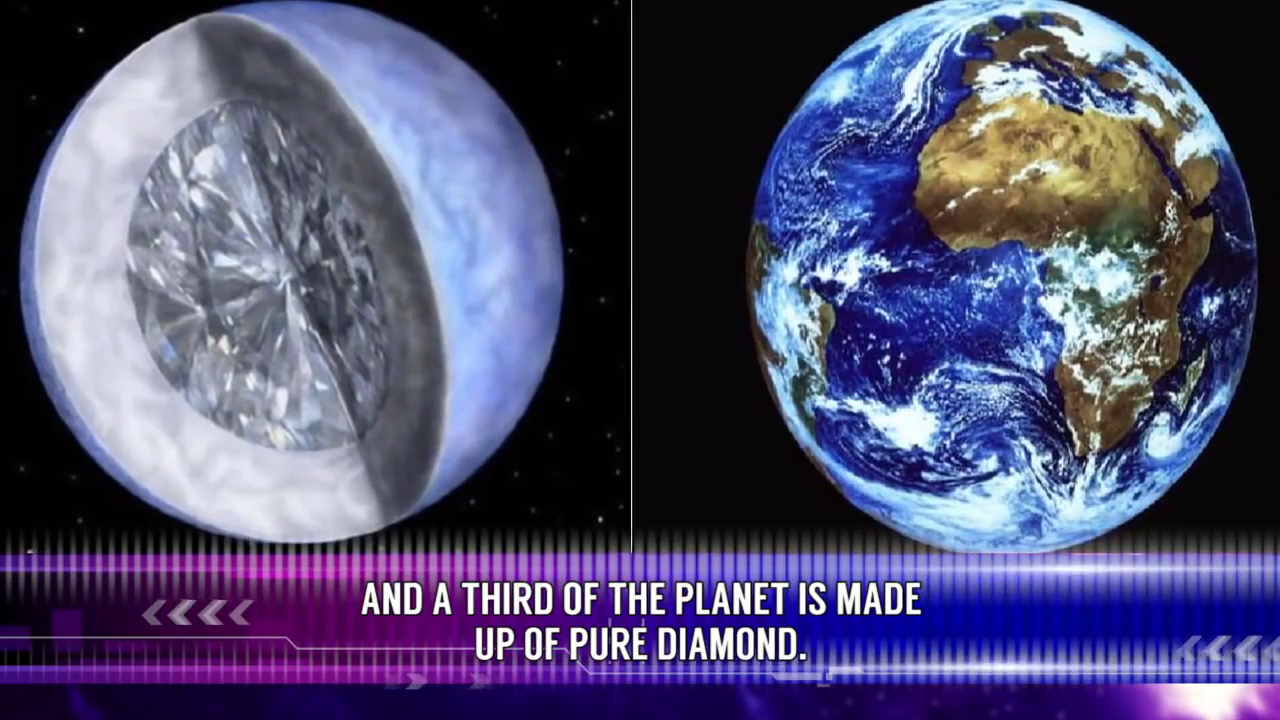 AND A THIRD OF THE PLANET IS MADE
UP OF PURE DIAMOND.